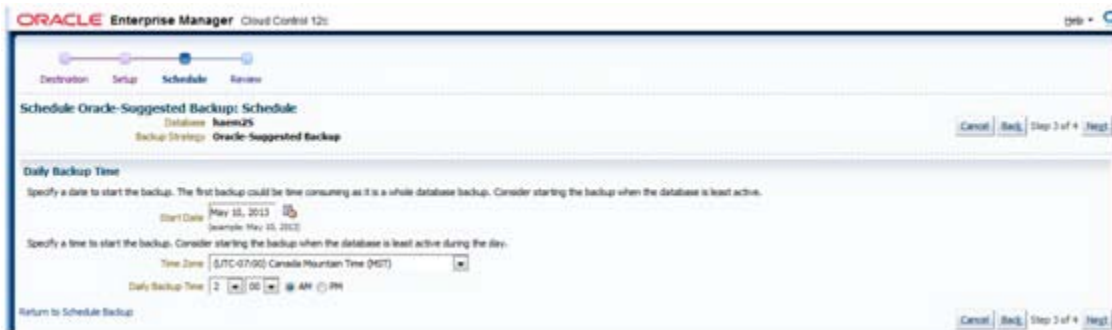 ORACLE Enterprise Manager Cloud Control 12c
Help
Destination Setup Schedule Review
Schedule Oracle-Suggested Backup: Schedule
Database haem25
Backup Strategy Oracle-Suggested Backup
Cancel Back Step 3 of 4 Next
Daily Backup Time
Specify a date to start the backup. The first backup could be time consuming as it is a whole database backup. Consider starting the backup when the database is least active.
Start Date May 10, 2013
(example: May 10, 2013)
Specify a time to start the backup. Consider starting the backup when the database is least active during the day.
Time Zone (UTC-07:00) Canada Mountain Time (MST)
Daily Backup Time 2 00 AM PM
Return to Schedule Backup
Cancel Back Step 3 of 4 Next